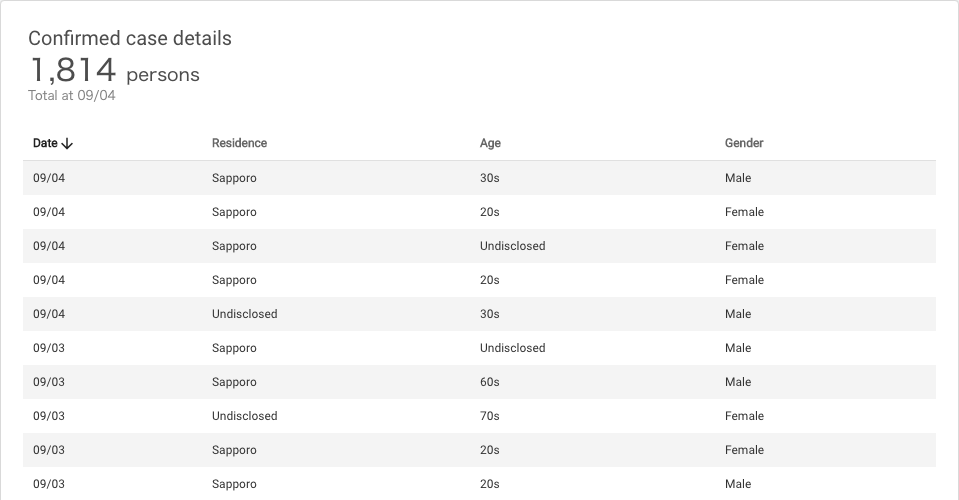 Confirmed case details
1,814 persons
Total at 09/04
Date ↓ Residence Age Gender
09/04 Sapporo 30s Male
09/04 Sapporo 20s Female
09/04 Sapporo Undisclosed Female
09/04 Sapporo 20s Female
09/04 Undisclosed 30s Male
09/03 Sapporo Undisclosed Male
09/03 Sapporo 60s Male
09/03 Undisclosed 70s Female
09/03 Sapporo 20s Female
09/03 Sapporo 20s Male